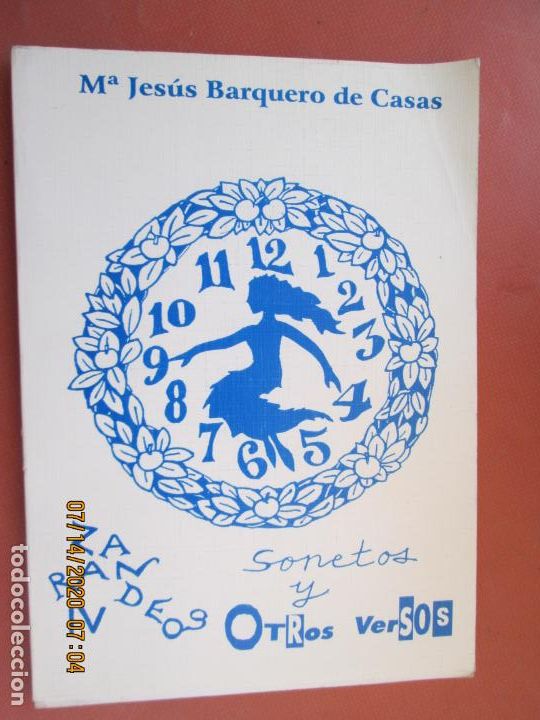 Mª Jesús Barquero de Casas
11 12 1
10 2
9 3
8 4
7 6 5
Sonetos
y
OTRos VerSOS
07/14/2020 07:04
todocoleccion